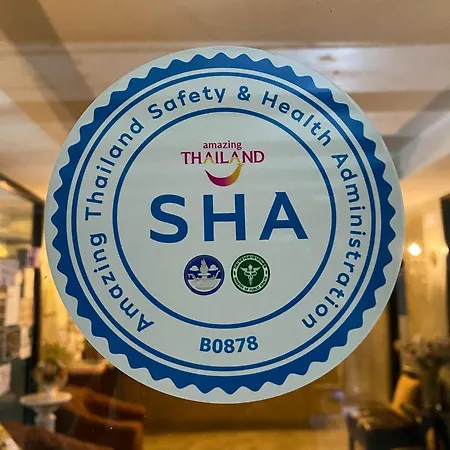 Amazing Thailand Safety & Health Administration
amazing
THAILAND
SHA
B0878